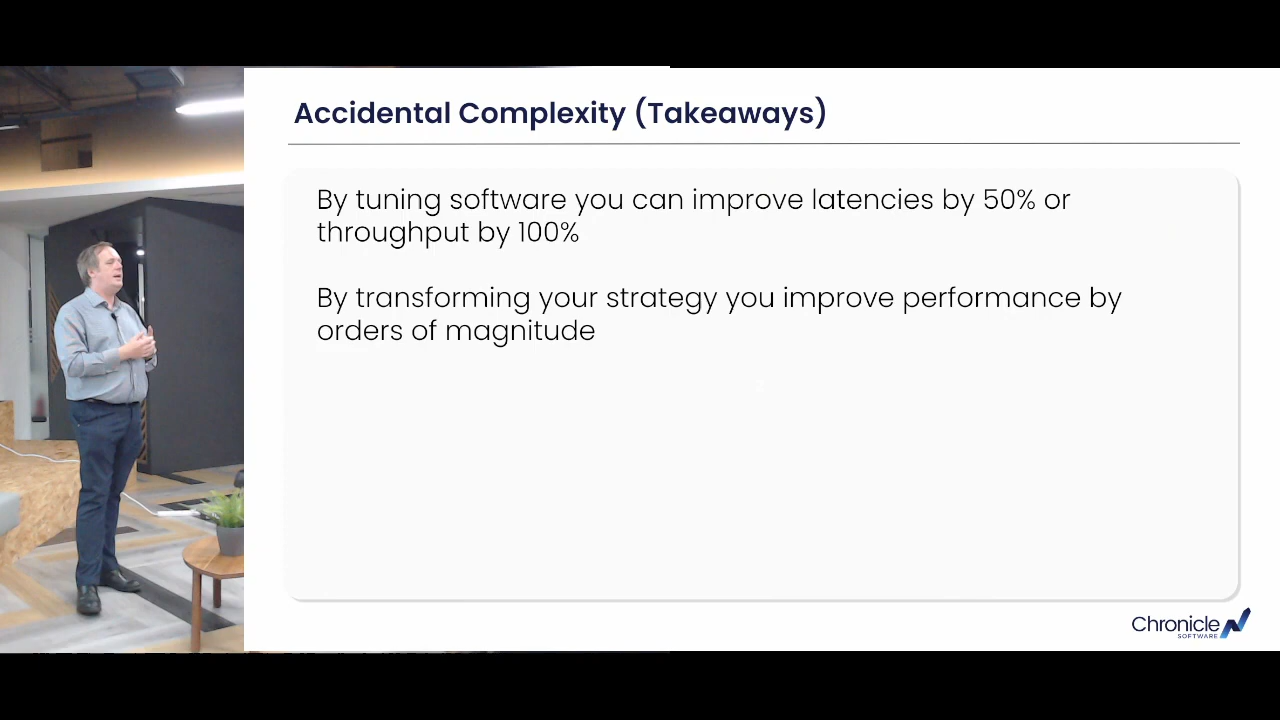 Accidental Complexity (Takeaways)
By tuning software you can improve latencies by 50% or
throughput by 100%
By transforming your strategy you improve performance by
orders of magnitude
Chronicle
SOFTWARE